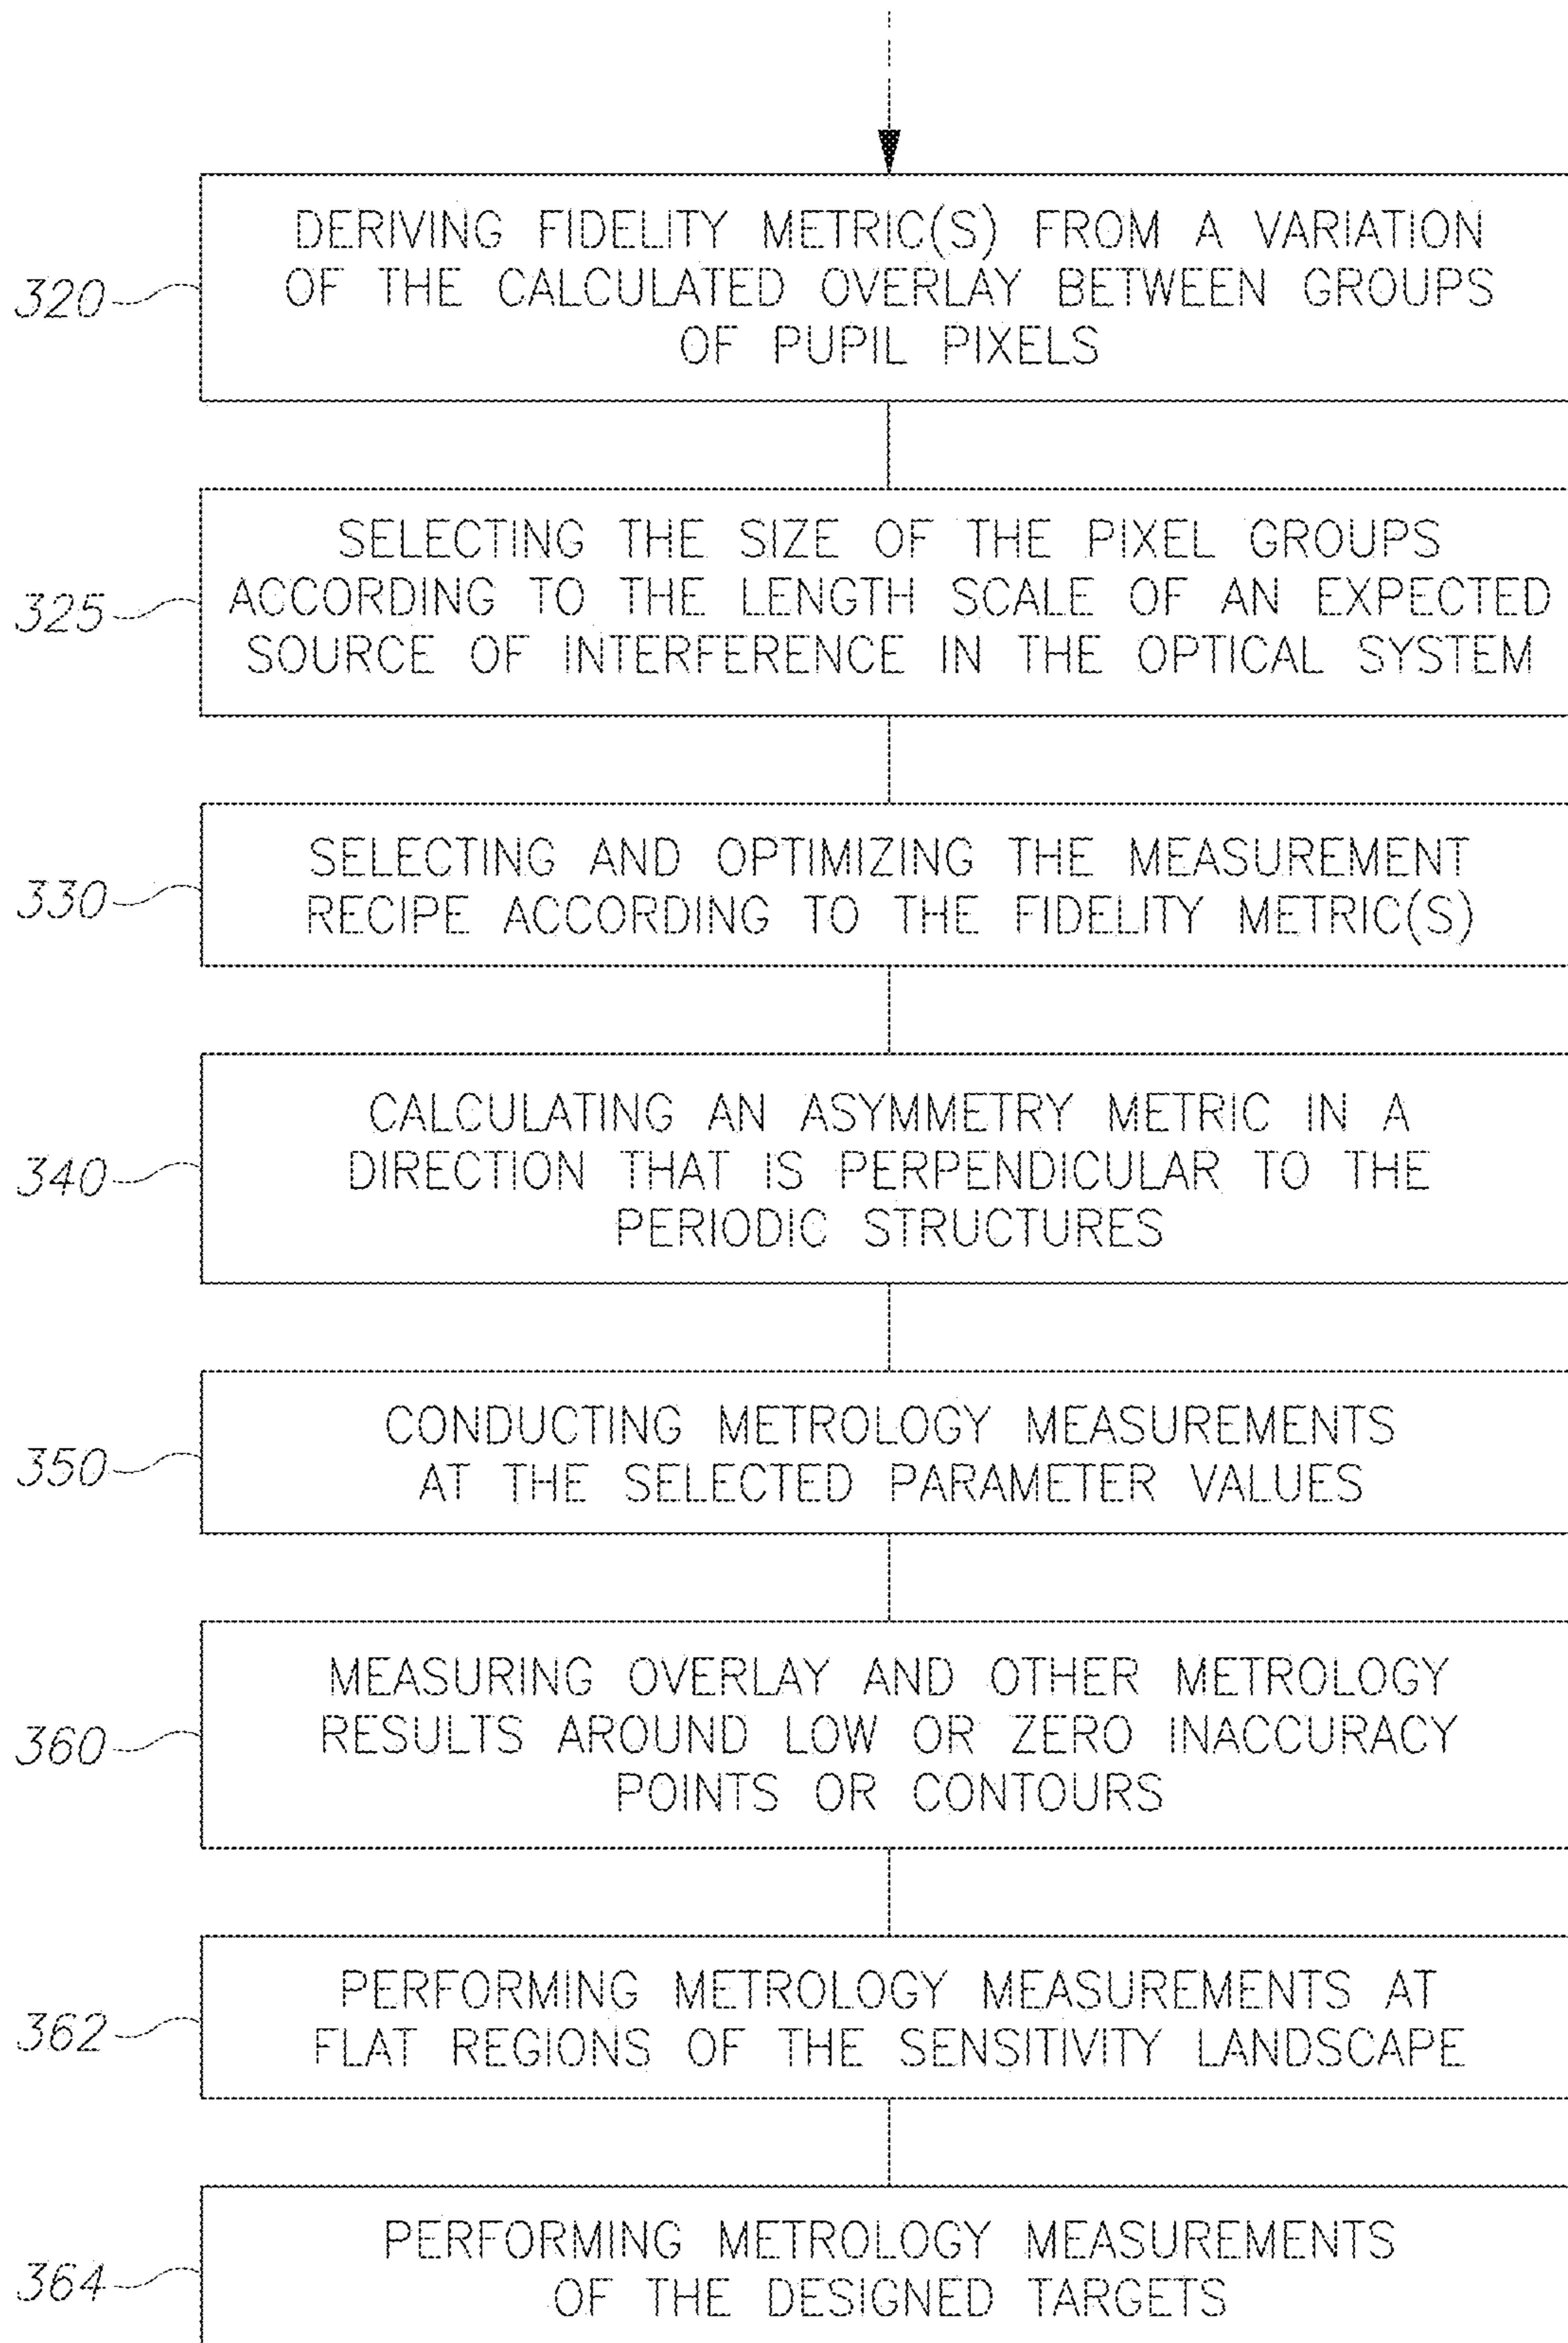 DERIVING FIDELITY METRIC(S) FROM A VARIATION
OF THE CALCULATED OVERLAY BETWEEN GROUPS
OF PUPIL PIXELS
320
SELECTING THE SIZE OF THE PIXEL GROUPS
ACCORDING TO THE LENGTH SCALE OF AN EXPECTED
SOURCE OF INTERFERENCE IN THE OPTICAL SYSTEM
325
SELECTING AND OPTIMIZING THE MEASUREMENT
RECIPE ACCORDING TO THE FIDELITY METRIC(S)
330
CALCULATING AN ASYMMETRY METRIC IN A
DIRECTION THAT IS PERPENDICULAR TO THE
PERIODIC STRUCTURES
340
CONDUCTING METROLOGY MEASUREMENTS
AT THE SELECTED PARAMETER VALUES
350
MEASURING OVERLAY AND OTHER METROLOGY
RESULTS AROUND LOW OR ZERO INACCURACY
POINTS OR CONTOURS
360
PERFORMING METROLOGY MEASUREMENTS AT
FLAT REGIONS OF THE SENSITIVITY LANDSCAPE
362
PERFORMING METROLOGY MEASUREMENTS
OF THE DESIGNED TARGETS
364